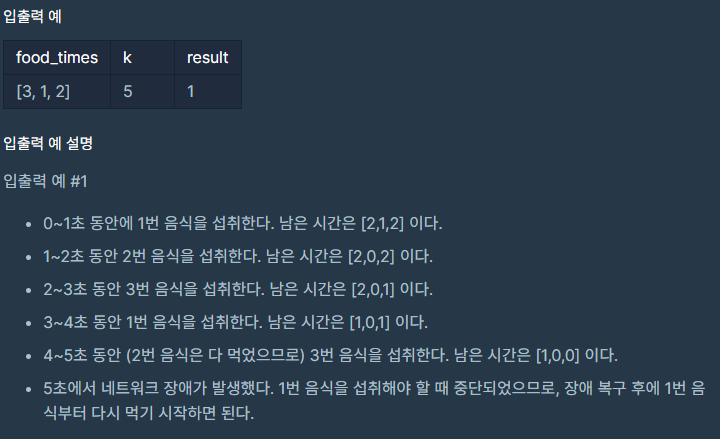 입출력 예
food_times k result
[3, 1, 2] 5 1
입출력 예 설명
입출력 예 #1
• 0~1초 동안에 1번 음식을 섭취한다. 남은 시간은 [2,1,2] 이다.
• 1~2초 동안 2번 음식을 섭취한다. 남은 시간은 [2,0,2] 이다.
• 2~3초 동안 3번 음식을 섭취한다. 남은 시간은 [2,0,1] 이다.
• 3~4초 동안 1번 음식을 섭취한다. 남은 시간은 [1,0,1] 이다.
• 4~5초 동안 (2번 음식은 다 먹었으므로) 3번 음식을 섭취한다. 남은 시간은 [1,0,0] 이다.
• 5초에서 네트워크 장애가 발생했다. 1번 음식을 섭취해야 할 때 중단되었으므로, 장애 복구 후에 1번 음
식부터 다시 먹기 시작하면 된다.